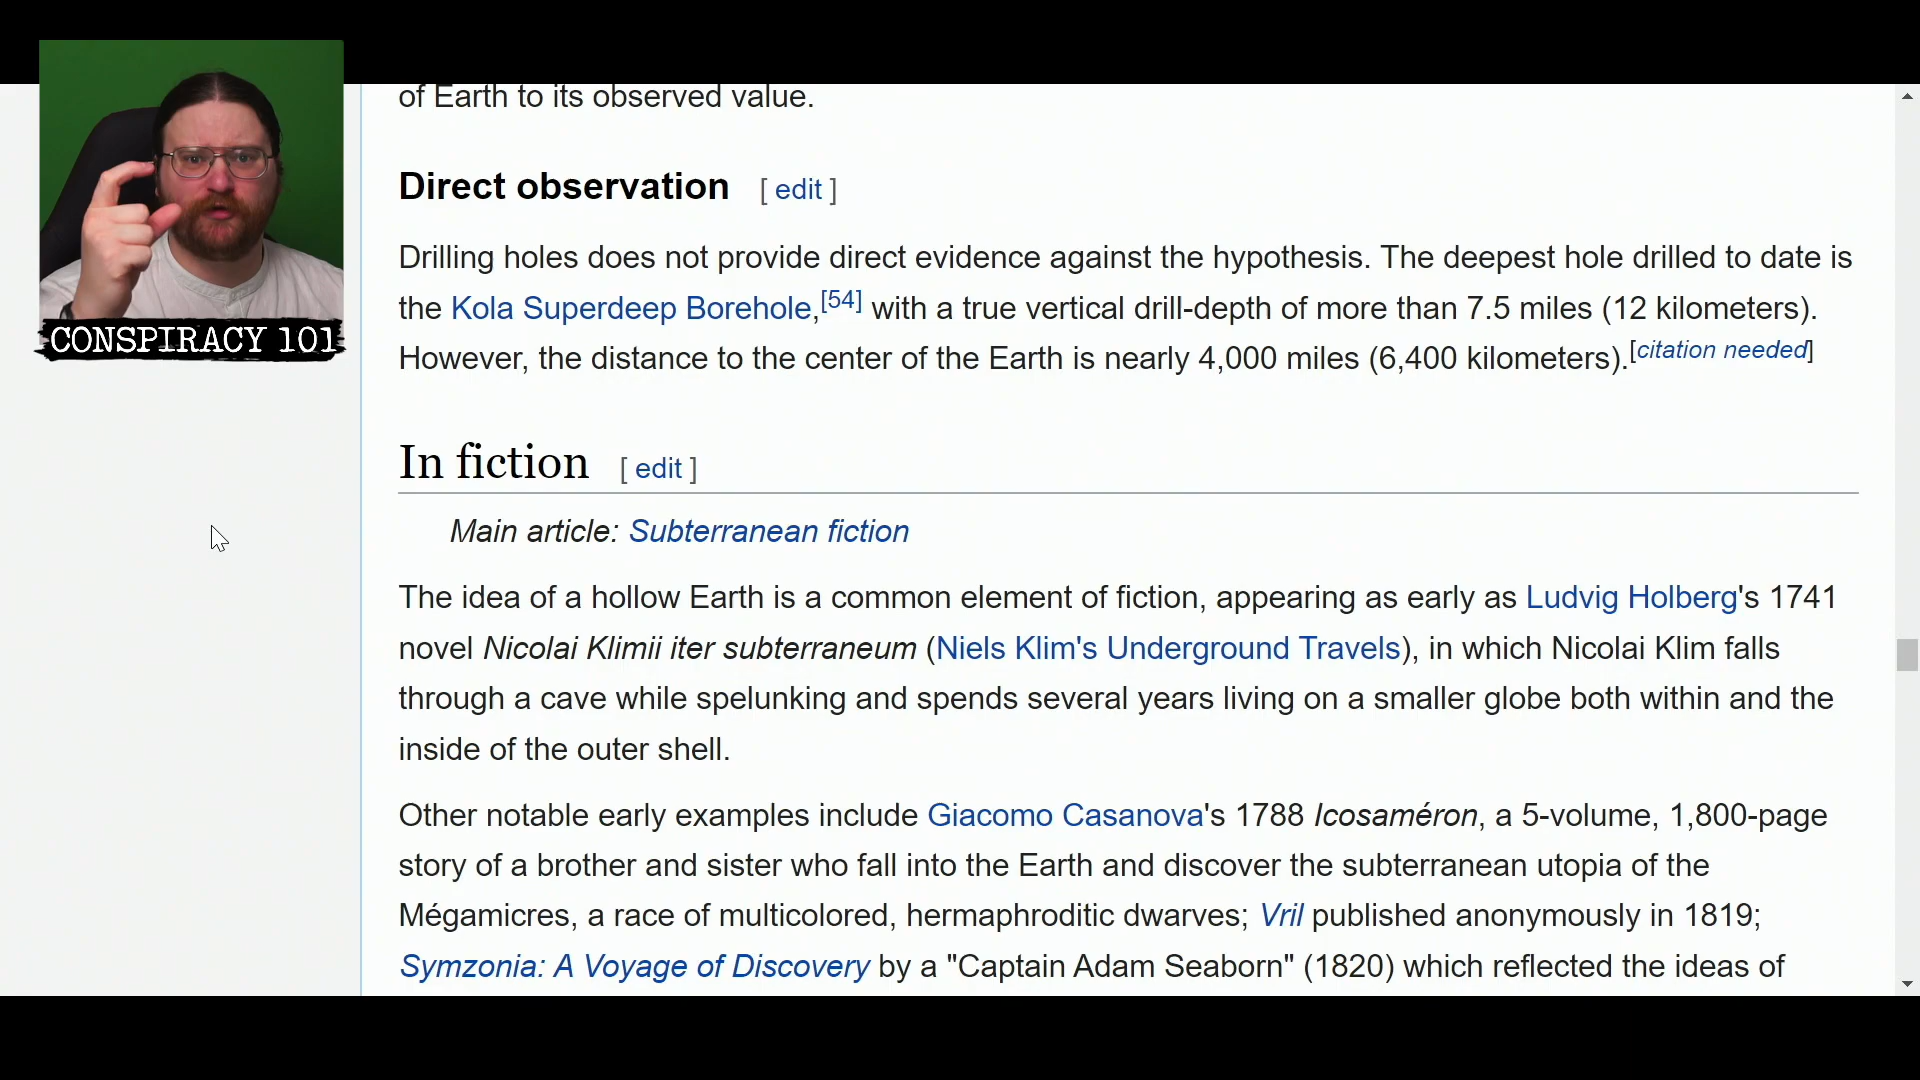 of Earth to its observed value.
Direct observation [ edit ]
Drilling holes does not provide direct evidence against the hypothesis. The deepest hole drilled to date is
the Kola Superdeep Borehole,[54] with a true vertical drill-depth of more than 7.5 miles (12 kilometers).
CONSPIRACY 101
However, the distance to the center of the Earth is nearly 4,000 miles (6,400 kilometers).[citation needed]
In fiction [ edit ]
Main article: Subterranean fiction
The idea of a hollow Earth is a common element of fiction, appearing as early as Ludvig Holberg's 1741
novel Nicolai Klimii iter subterraneum (Niels Klim's Underground Travels), in which Nicolai Klim falls
through a cave while spelunking and spends several years living on a smaller globe both within and the
inside of the outer shell.
Other notable early examples include Giacomo Casanova's 1788 Icosaméron, a 5-volume, 1,800-page
story of a brother and sister who fall into the Earth and discover the subterranean utopia of the
Mégamicres, a race of multicolored, hermaphroditic dwarves; Vril published anonymously in 1819;
Symzonia: A Voyage of Discovery by a "Captain Adam Seaborn" (1820) which reflected the ideas of